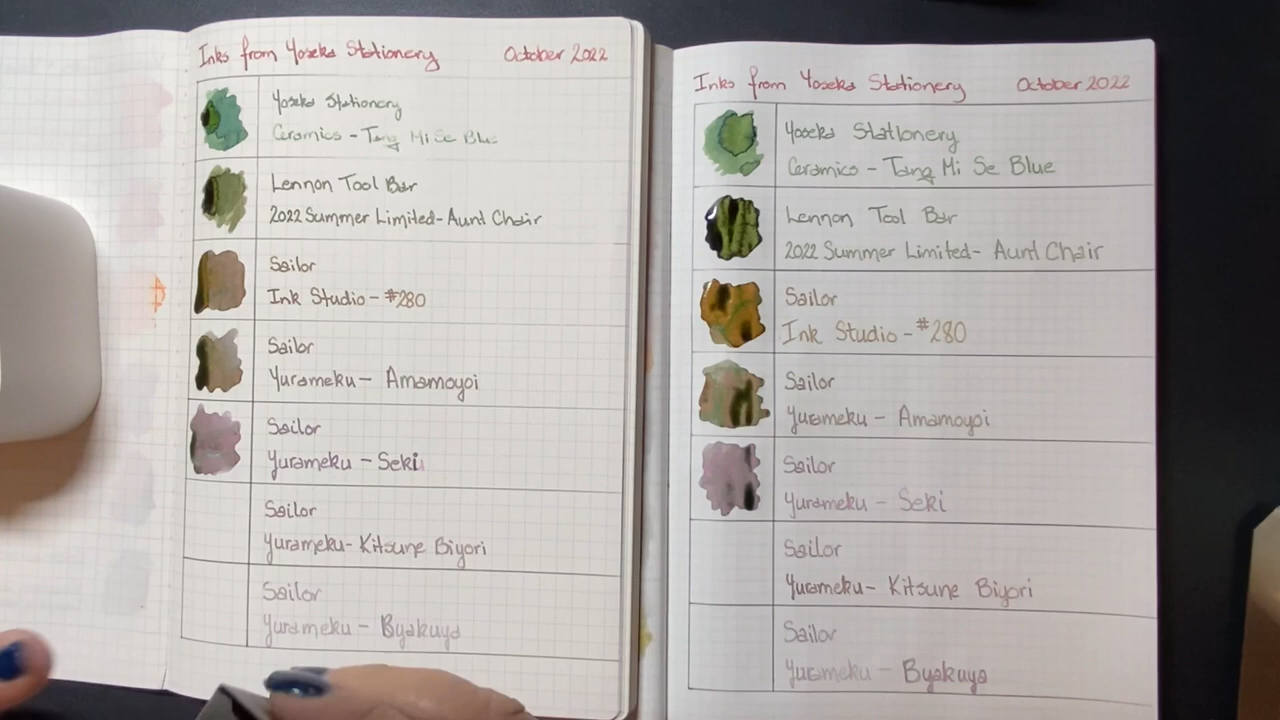 Inks from Yoseka Stationery October 2022
Yoseka Stationery
Ceramics - Tang Mi Se Blue
Lennon Tool Bar
2022 Summer Limited- Aunt Chair
Sailor
Ink Studio - #280
Sailor
Yurameku - Amamoyoi
Sailor
Yurameku - Seki
Sailor
Yurameku- Kitsune Biyori
Sailor
Yurameku - Byakuya
Inks from Yoseka Stationery October 2022
Yoseka Stationery
Ceramics - Tang Mi Se Blue
Lennon Tool Bar
2022 Summer Limited- Aunt Chair
Sailor
Ink Studio - #280
Sailor
Yurameku - Amamoyoi
Sailor
Yurameku - Seki
Sailor
Yurameku- Kitsune Biyori
Sailor
Yurameku - Byakuya